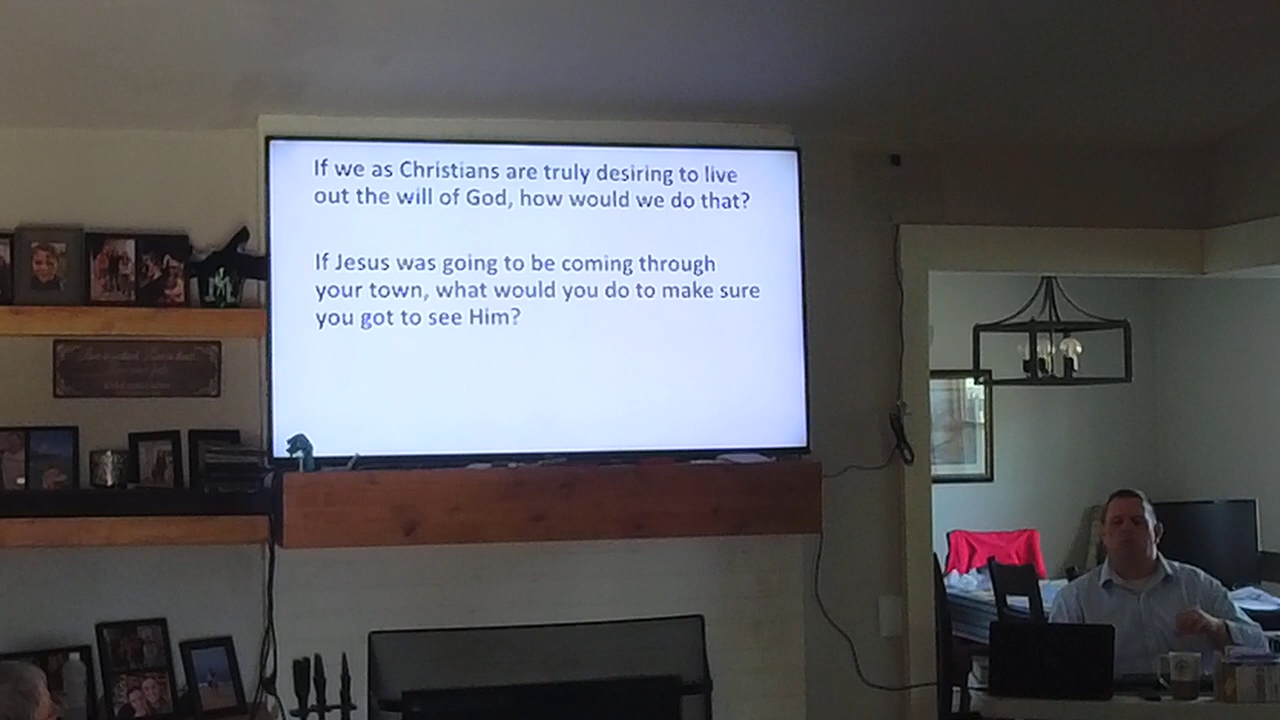 If we as Christians are truly desiring to live
out the will of God, how would we do that?
If Jesus was going to be coming through
your town, what would you do to make sure
you got to see Him?